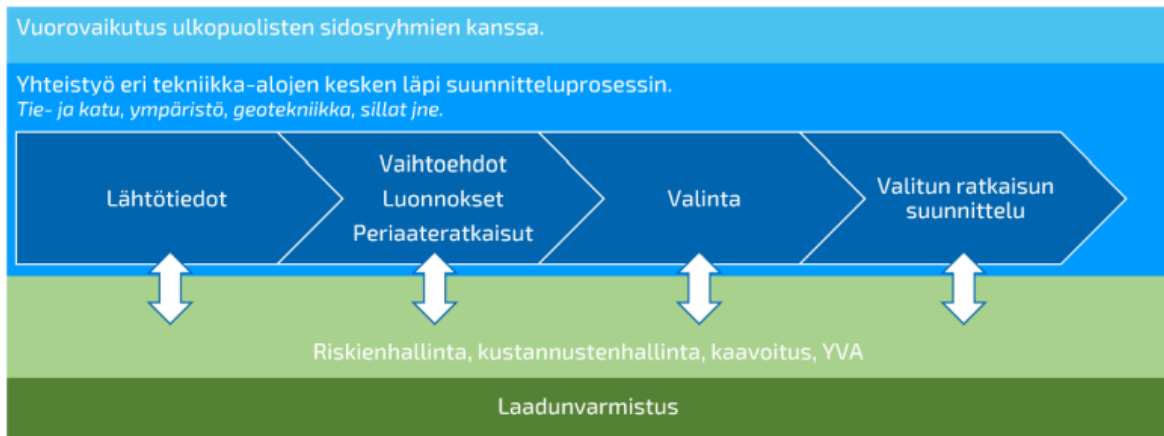 Vuorovaikutus ulkopuolisten sidosryhmien kanssa.
Yhteistyö eri tekniikka-alojen kesken läpi suunnitteluprosessin.
Tie- ja katu, ympäristö, geotekniikka, sillat jne.
Lähtötiedot
Vaihtoehdot
Luonnokset
Periaateratkaisut
Valinta
Valitun ratkaisun
suunnittelu
Riskienhallinta, kustannustenhallinta, kaavoitus, YVA
Laadunvarmistus